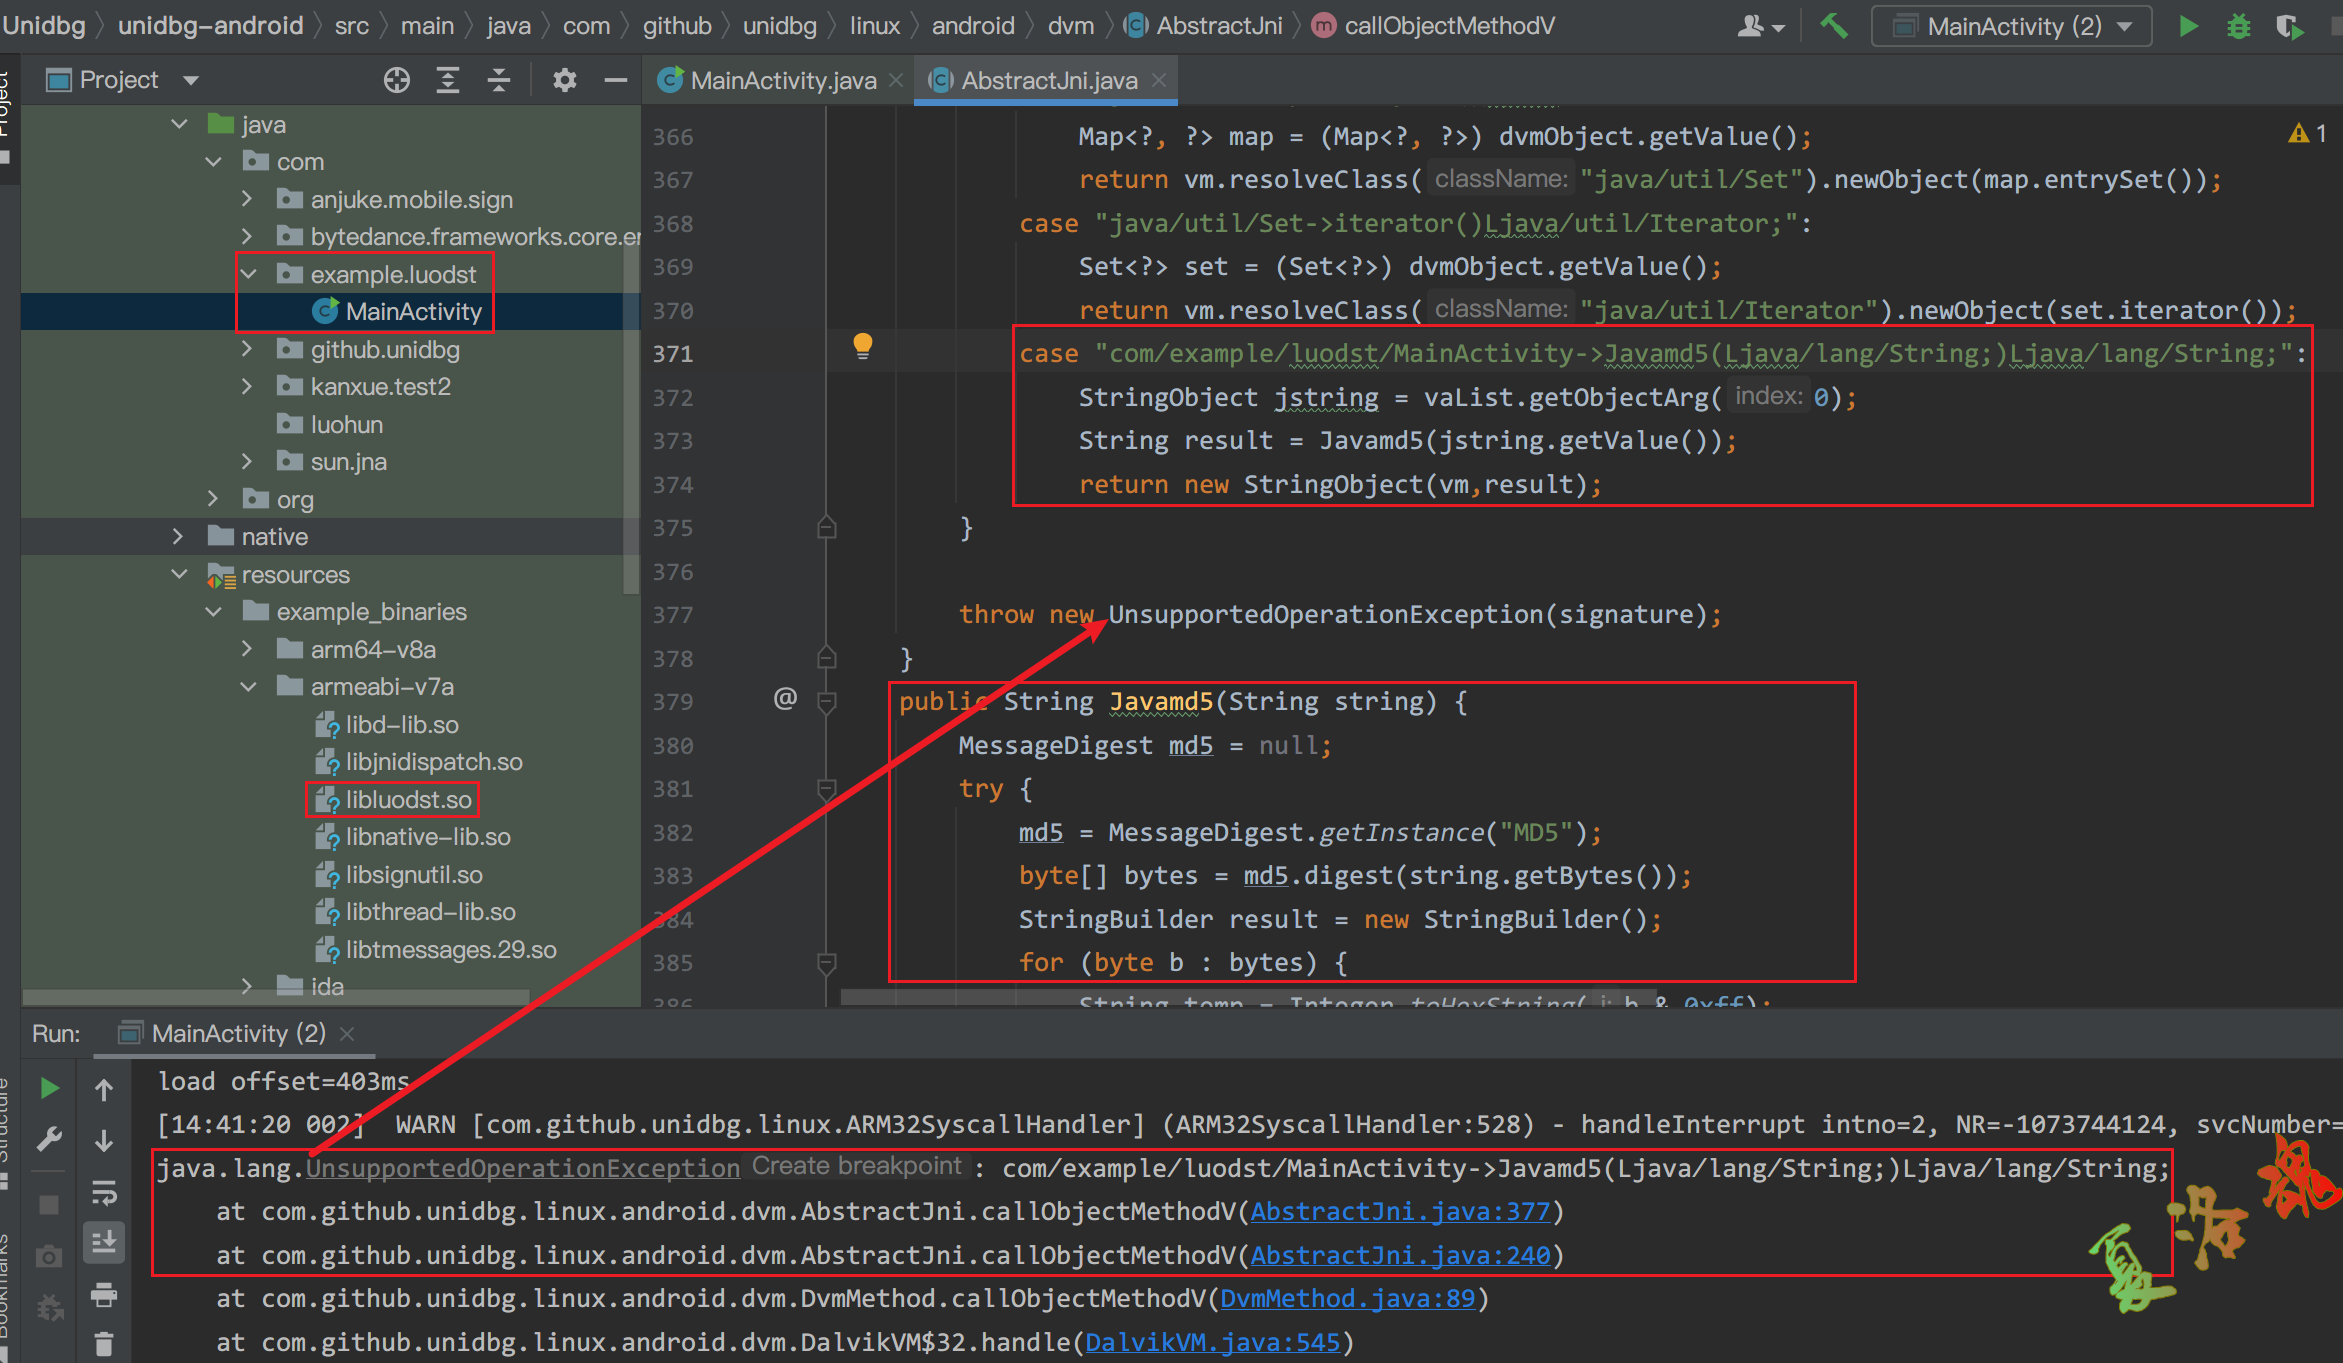 Unidbg 〉 unidbg-android 〉 src 〉 main 〉 java 〉 com 〉 github 〉 unidbg 〉 linux 〉 android 〉 dvm 〉 AbstractJni 〉 callObjectMethodV
MainActivity (2)
Project
Project
MainActivity.java
AbstractJni.java
java
com
anjuke.mobile.sign
bytedance.frameworks.core.er
example.luodst
MainActivity
github.unidbg
kanxue.test2
luohun
sun.jna
org
native
resources
example_binaries
arm64-v8a
armeabi-v7a
libd-lib.so
libjnidispatch.so
libluodst.so
libnative-lib.so
libsignutil.so
libthread-lib.so
libtmessages.29.so
ida
1
366 Map<?, ?> map = (Map<?, ?>) dvmObject.getValue();
367 return vm.resolveClass( className: "java/util/Set").newObject(map.entrySet());
368 case "java/util/Set->iterator()Ljava/util/Iterator;":
369 Set<?> set = (Set<?>) dvmObject.getValue();
370 return vm.resolveClass( className: "java/util/Iterator").newObject(set.iterator());
371 case "com/example/luodst/MainActivity->Javamd5(Ljava/lang/String;)Ljava/lang/String;":
372 StringObject jstring = vaList.getObjectArg( index: 0);
373 String result = Javamd5(jstring.getValue());
374 return new StringObject(vm,result);
375 }
376
377 throw new UnsupportedOperationException(signature);
378 }
379 @ public String Javamd5(String string) {
380 MessageDigest md5 = null;
381 try {
382 md5 = MessageDigest.getInstance("MD5");
383 byte[] bytes = md5.digest(string.getBytes());
384 StringBuilder result = new StringBuilder();
385 for (byte b : bytes) {
386 String temp = Integer.toHexString( i: b & 0xff);
Run: MainActivity (2)
load offset=403ms
[14:41:20 002] WARN [com.github.unidbg.linux.ARM32SyscallHandler] (ARM32SyscallHandler:528) - handleInterrupt intno=2, NR=-1073744124, svcNumber=
java.lang.UnsupportedOperationException Create breakpoint : com/example/luodst/MainActivity->Javamd5(Ljava/lang/String;)Ljava/lang/String;
at com.github.unidbg.linux.android.dvm.AbstractJni.callObjectMethodV(AbstractJni.java:377)
at com.github.unidbg.linux.android.dvm.AbstractJni.callObjectMethodV(AbstractJni.java:240)
at com.github.unidbg.linux.android.dvm.DvmMethod.callObjectMethodV(DvmMethod.java:89)
at com.github.unidbg.linux.android.dvm.DalvikVM$32.handle(DalvikVM.java:545)
Structure
Bookmarks